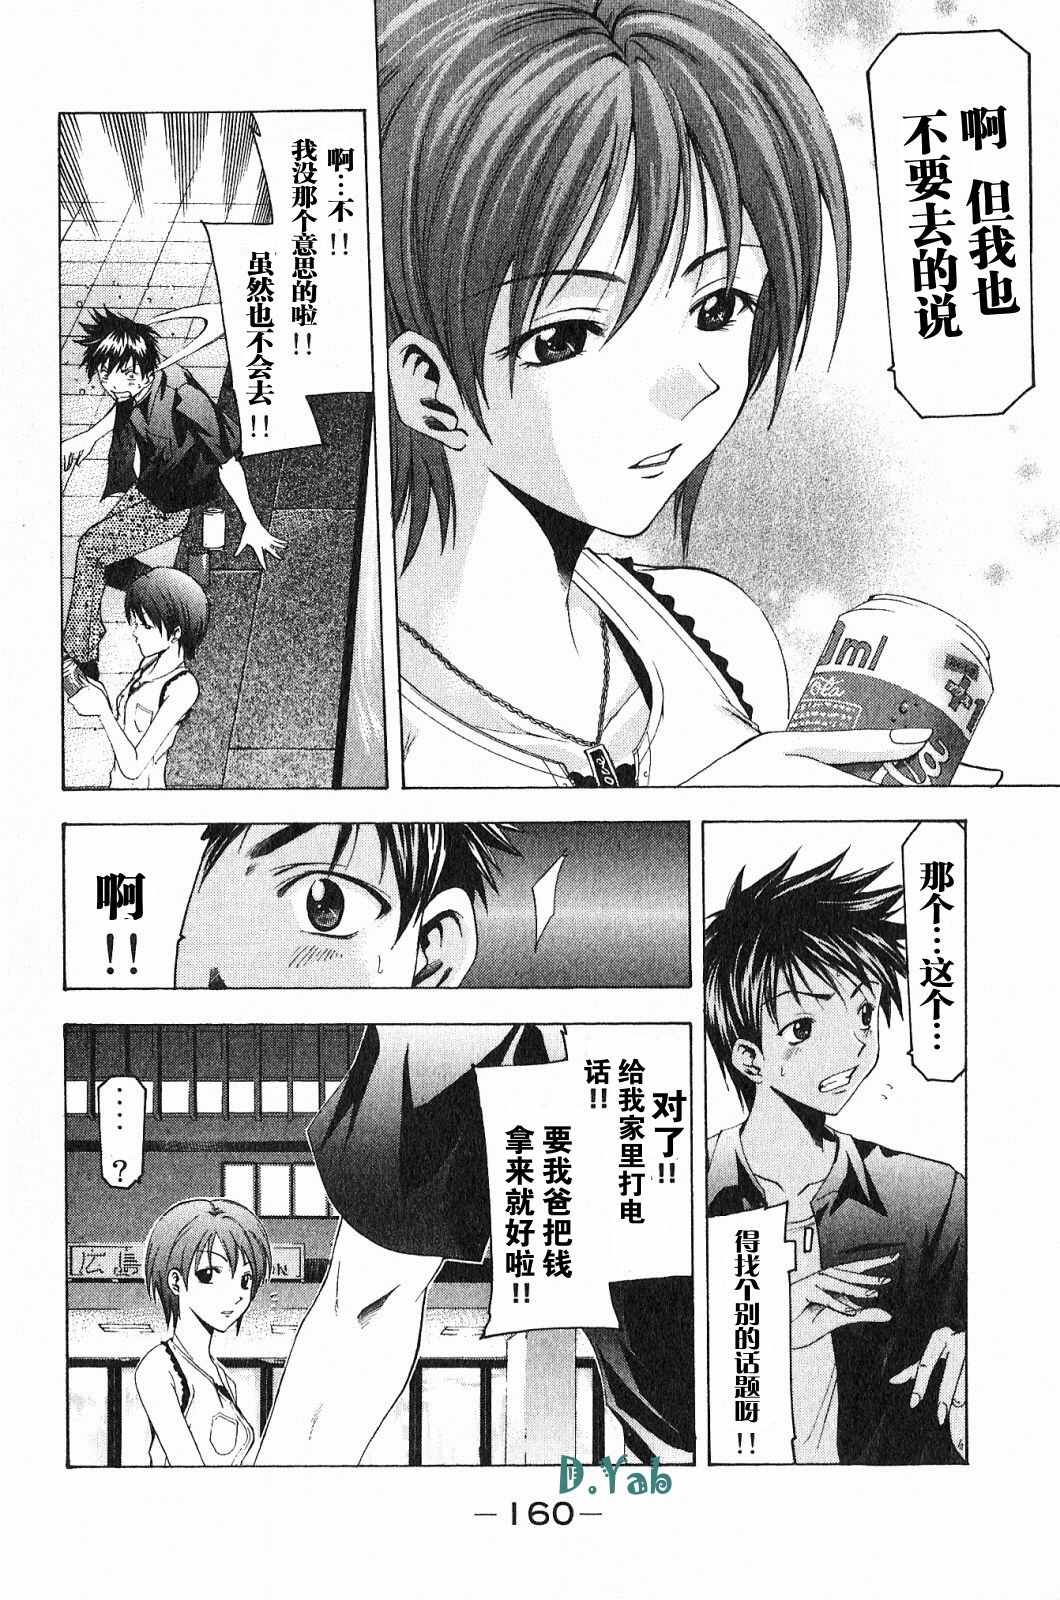 啊 但我也
不要去的说
啊…不!!
我没那个意思的啦!!
虽然也不会去!!
ml
Cola
那个…这个…
得找个别的话题呀!!
啊!!
对了!!
给我家里打电
话!!
要我爸把钱
拿来就好啦!!
……?
広島
N
D.Yab
—160—